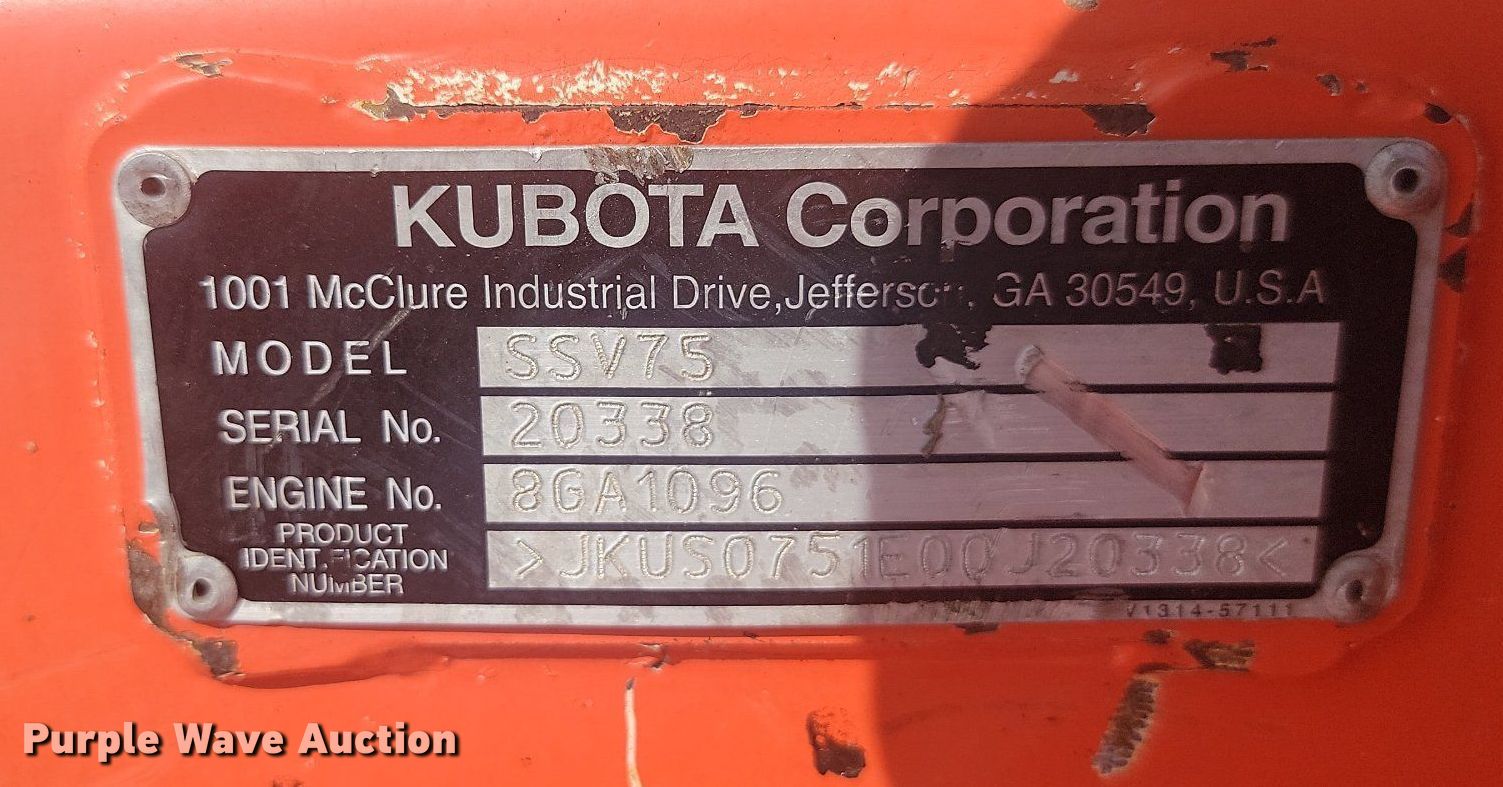 KUBOTA Corporation
1001 McClure Industrial Drive, Jefferson, GA 30549, U.S.A
MODEL SSV75
SERIAL No. 20338
ENGINE No. 8GA1096
PRODUCT
IDENTIFICATION
NUMBER
>JKUS0751E00J20338<
V1314-57111
Purple Wave Auction